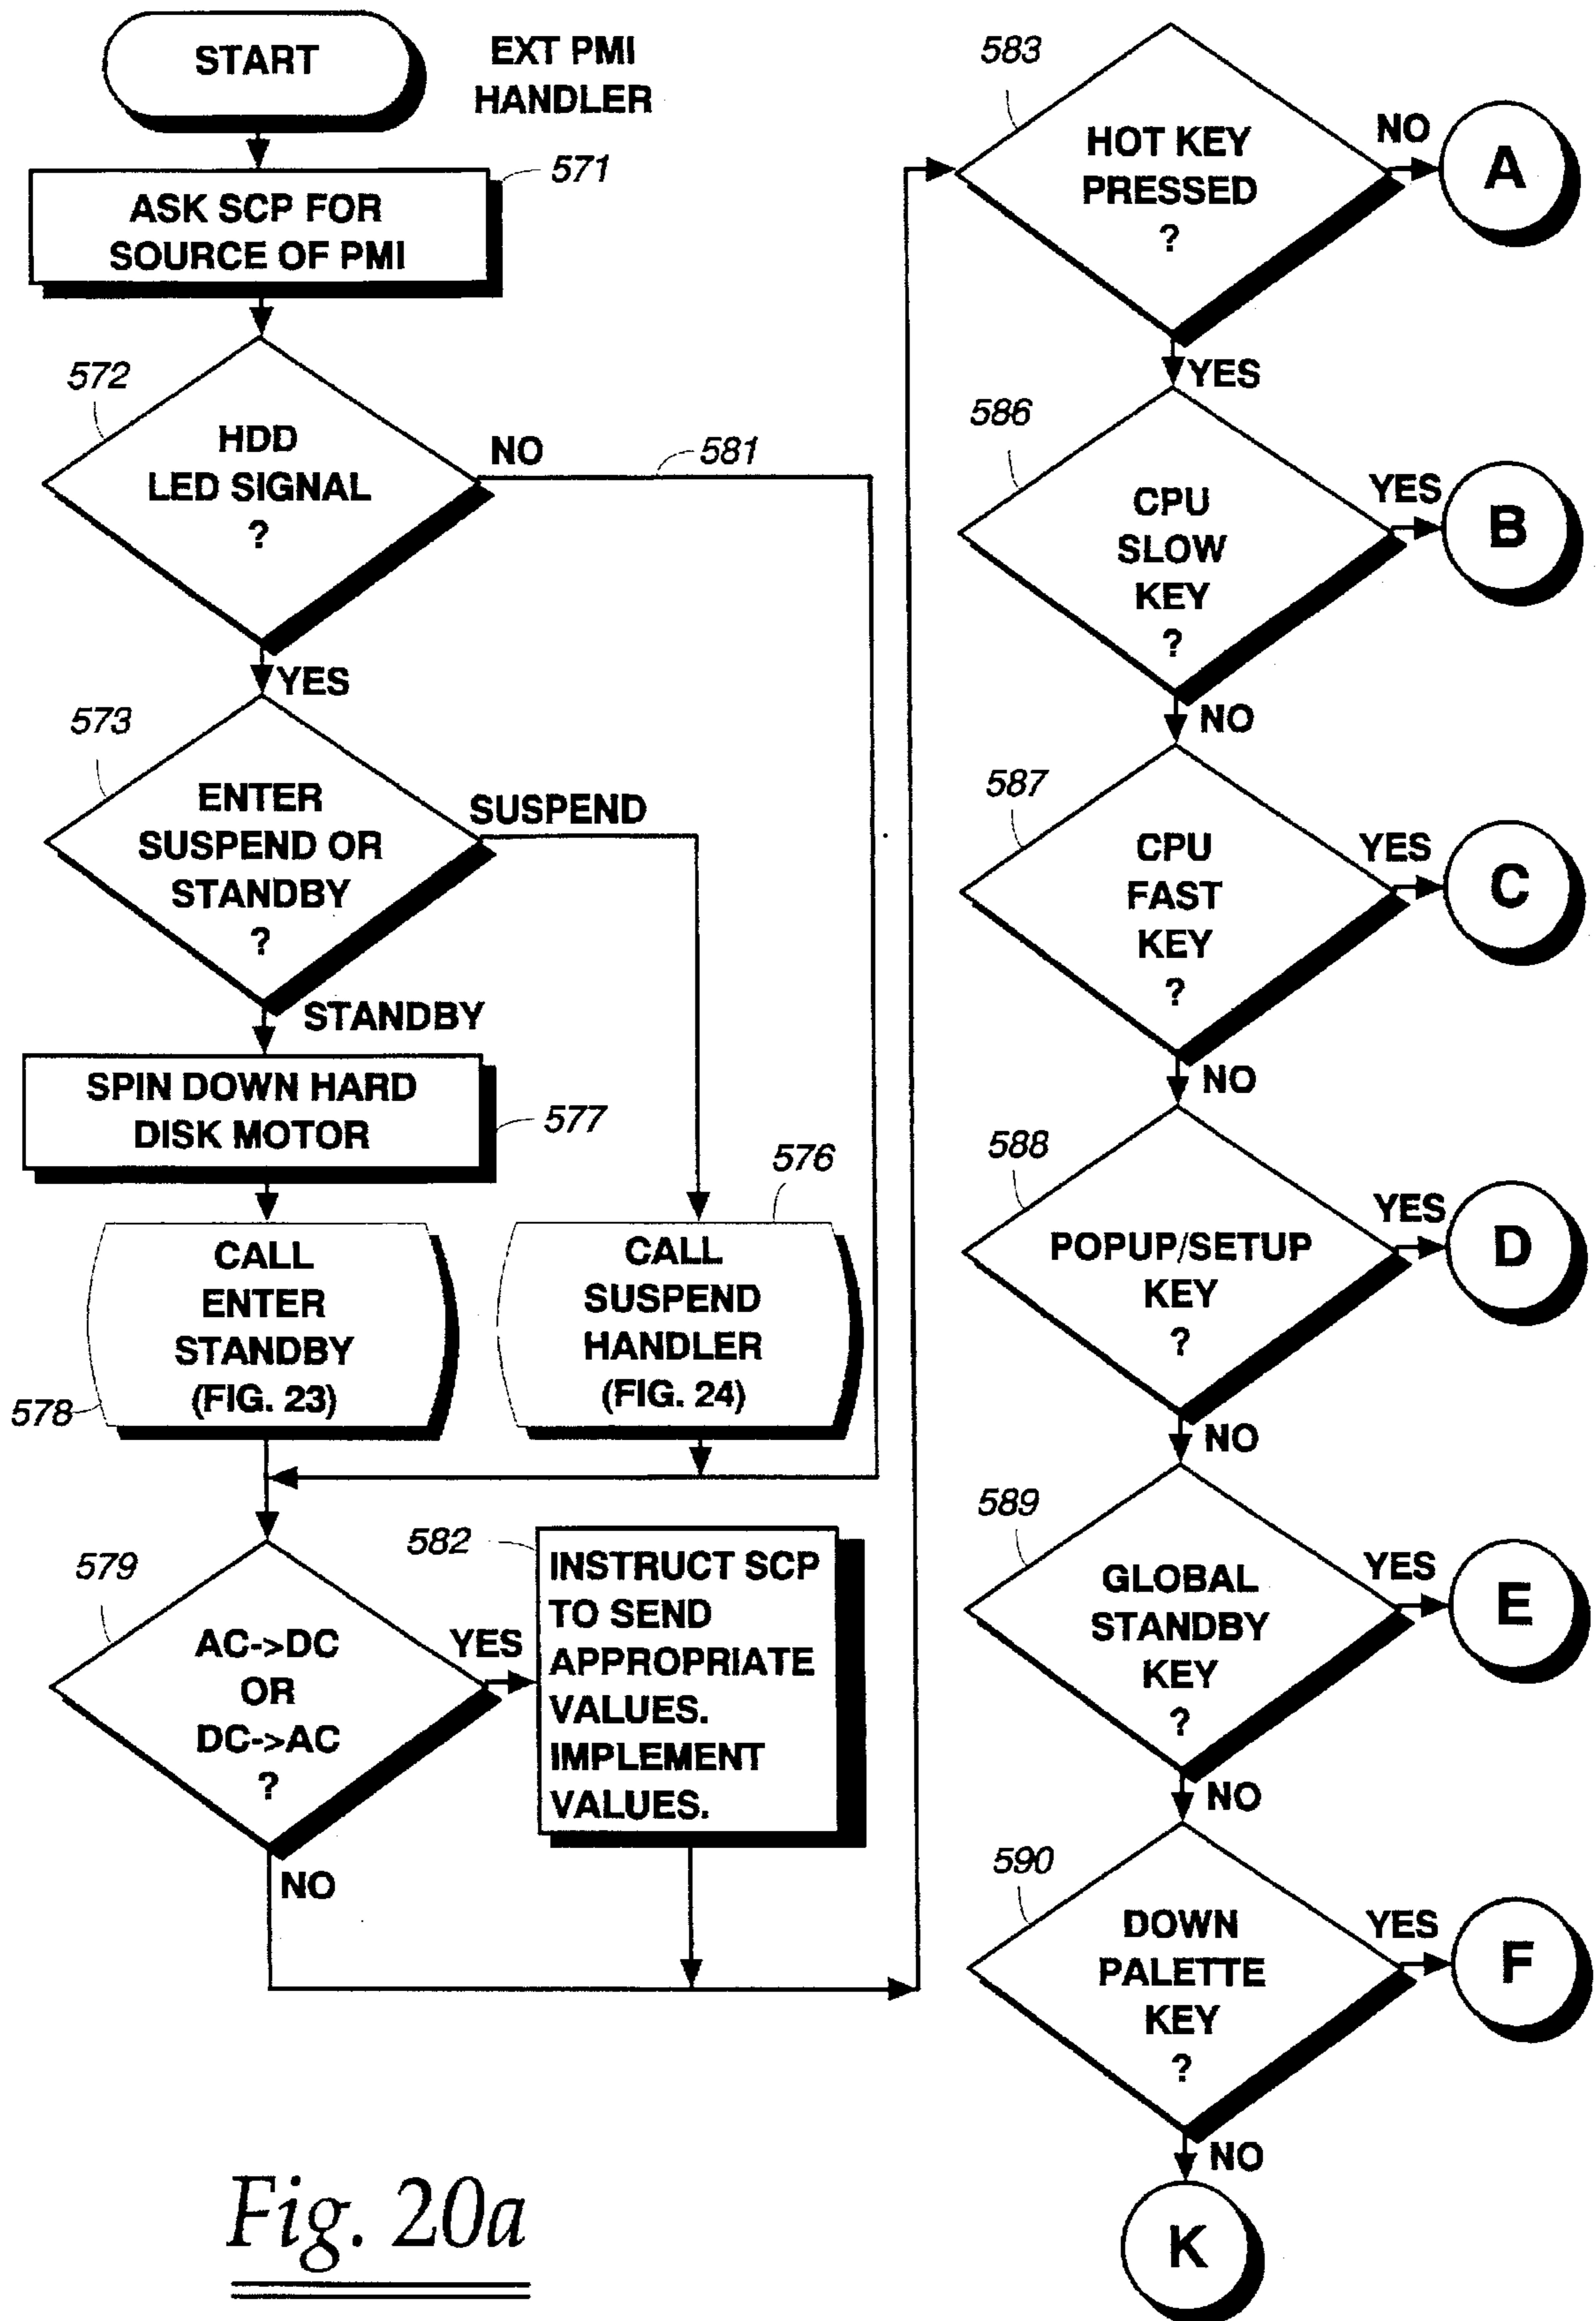 START
EXT PMI
HANDLER
571
ASK SCP FOR
SOURCE OF PMI
572
HDD
LED SIGNAL
?
NO
581
YES
573
ENTER
SUSPEND OR
STANDBY
?
SUSPEND
STANDBY
SPIN DOWN HARD
DISK MOTOR
577
576
CALL
ENTER
STANDBY
(FIG. 23)
578
CALL
SUSPEND
HANDLER
(FIG. 24)
579
AC->DC
OR
DC->AC
?
YES
582
INSTRUCT SCP
TO SEND
APPROPRIATE
VALUES.
IMPLEMENT
VALUES.
NO
583
HOT KEY
PRESSED
?
NO
A
YES
586
CPU
SLOW
KEY
?
YES
B
NO
587
CPU
FAST
KEY
?
YES
C
NO
588
POPUP/SETUP
KEY
?
YES
D
NO
589
GLOBAL
STANDBY
KEY
?
YES
E
NO
590
DOWN
PALETTE
KEY
?
YES
F
NO
K
Fig. 20a